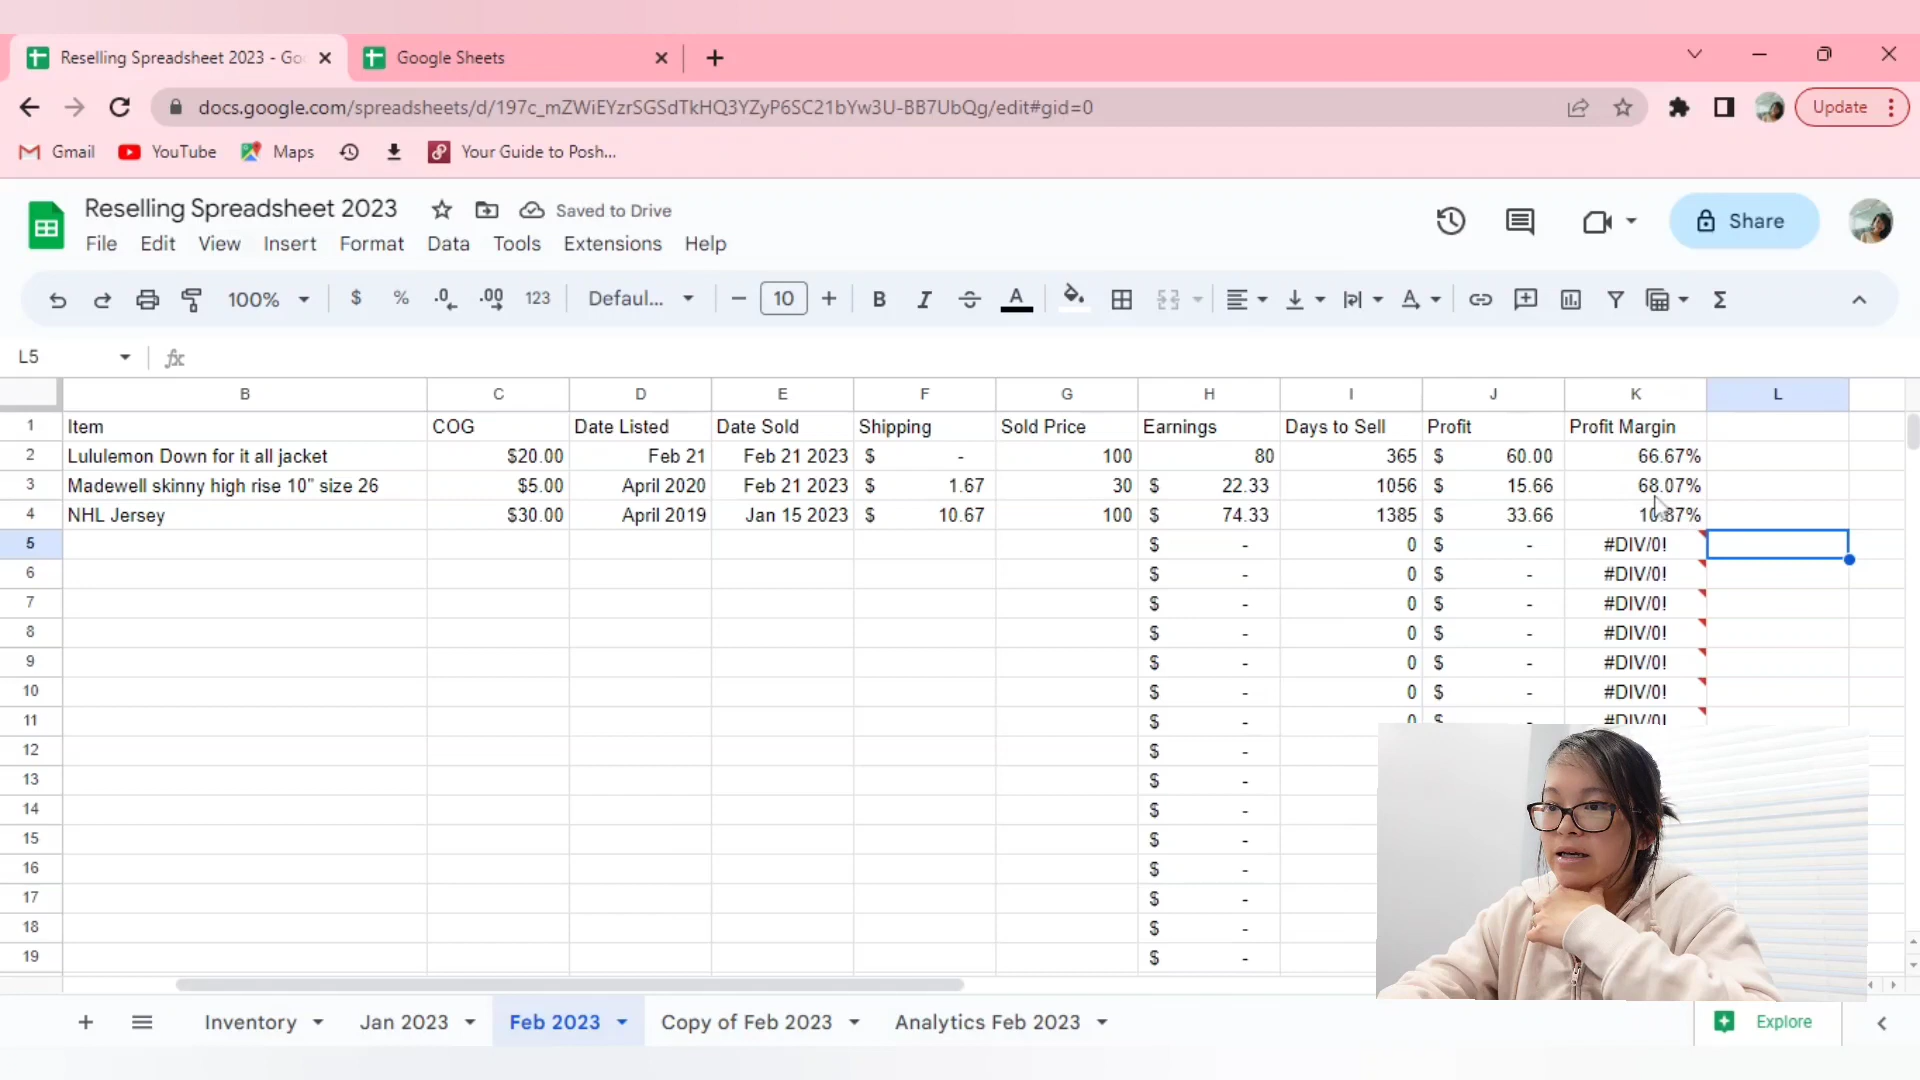 Reselling Spreadsheet 2023 - Go
Google Sheets
docs.google.com/spreadsheets/d/197c_mZWiEYzrSGSdTkHQ3YZyP6SC21bYw3U-BB7UbQg/edit#gid=0
Update
Gmail YouTube Maps Your Guide to Posh...
Reselling Spreadsheet 2023 Saved to Drive
File Edit View Insert Format Data Tools Extensions Help
Share
100% $ % .0 .00 123 Defaul... 10 B I A
L5 fx
B C D E F G H I J K L
1 Item COG Date Listed Date Sold Shipping Sold Price Earnings Days to Sell Profit Profit Margin
2 Lululemon Down for it all jacket $20.00 Feb 21 Feb 21 2023 $ - 100 80 365 $ 60.00 66.67%
3 Madewell skinny high rise 10" size 26 $5.00 April 2020 Feb 21 2023 $ 1.67 30 $ 22.33 1056 $ 15.66 68.07%
4 NHL Jersey $30.00 April 2019 Jan 15 2023 $ 10.67 100 $ 74.33 1385 $ 33.66
5 $ - 0 $ - #DIV/0!
6 $ - 0 $ - #DIV/0!
7 $ - 0 $ - #DIV/0!
8 $ - 0 $ - #DIV/0!
9 $ - 0 $ - #DIV/0!
10 $ - 0 $ - #DIV/0!
11 $ - 0 $ - #DIV/0!
12 $ -
13 $ -
14 $ -
15 $ -
16 $ -
17 $ -
18 $ -
19 $ -
Inventory Jan 2023 Feb 2023 Copy of Feb 2023 Analytics Feb 2023 Explore